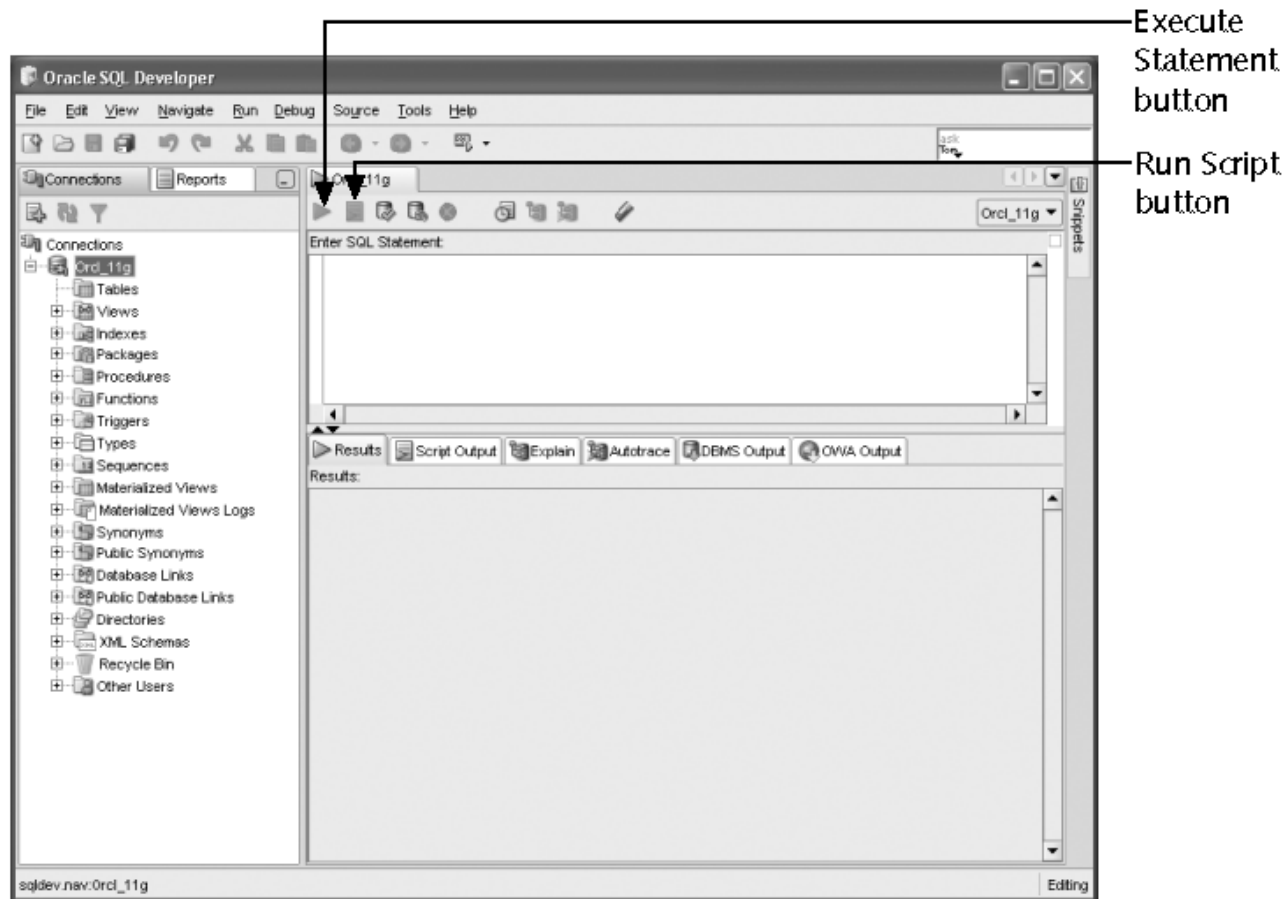 Execute
Statement
button
Oracle SQL Developer
File Edit View Navigate Run Debug Source Tools Help
ask
Tom
Run Script
button
Connections Reports
Orcl_11g
Orcl_11g
Snippets
Connections
Enter SQL Statement:
Orcl_11g
Tables
Views
Indexes
Packages
Procedures
Functions
Triggers
Types
Sequences
Materialized Views
Materialized Views Logs
Synonyms
Public Synonyms
Database Links
Public Database Links
Directories
XML Schemas
Recycle Bin
Other Users
Results Script Output Explain Autotrace DBMS Output OWA Output
Results:
sqldev.nav:Orcl_11g
Editing